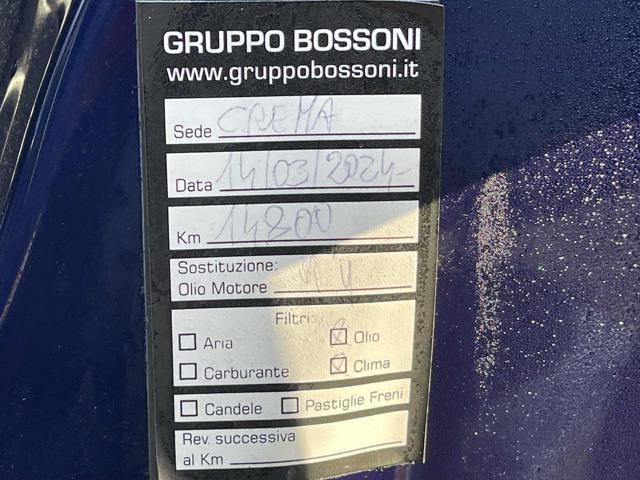 GRUPPO BOSSONI
www.gruppobossoni.it
Sede CREMA
Data 14/03/2024
Km 14800
Sostituzione:
Olio Motore
Filtri:
☐ Aria ☒ Olio
☐ Carburante ☒ Clima
☐ Candele ☐ Pastiglie Freni
Rev. successiva
al Km